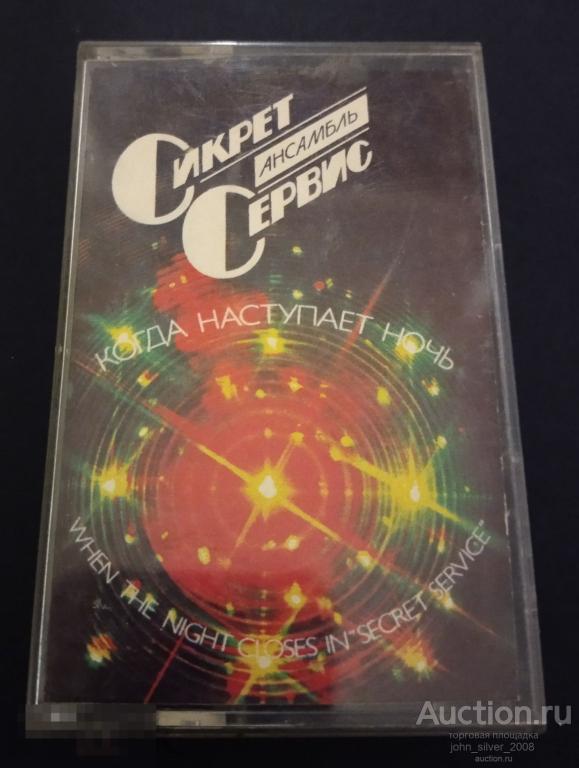 СИКРЕТ
АНСАМБЛЬ
СЕРВИС
КОГДА НАСТУПАЕТ НОЧЬ
WHEN THE NIGHT CLOSES IN "SECRET SERVICE"
Auction.ru
торговая площадка
john_silver_2008
auction.ru